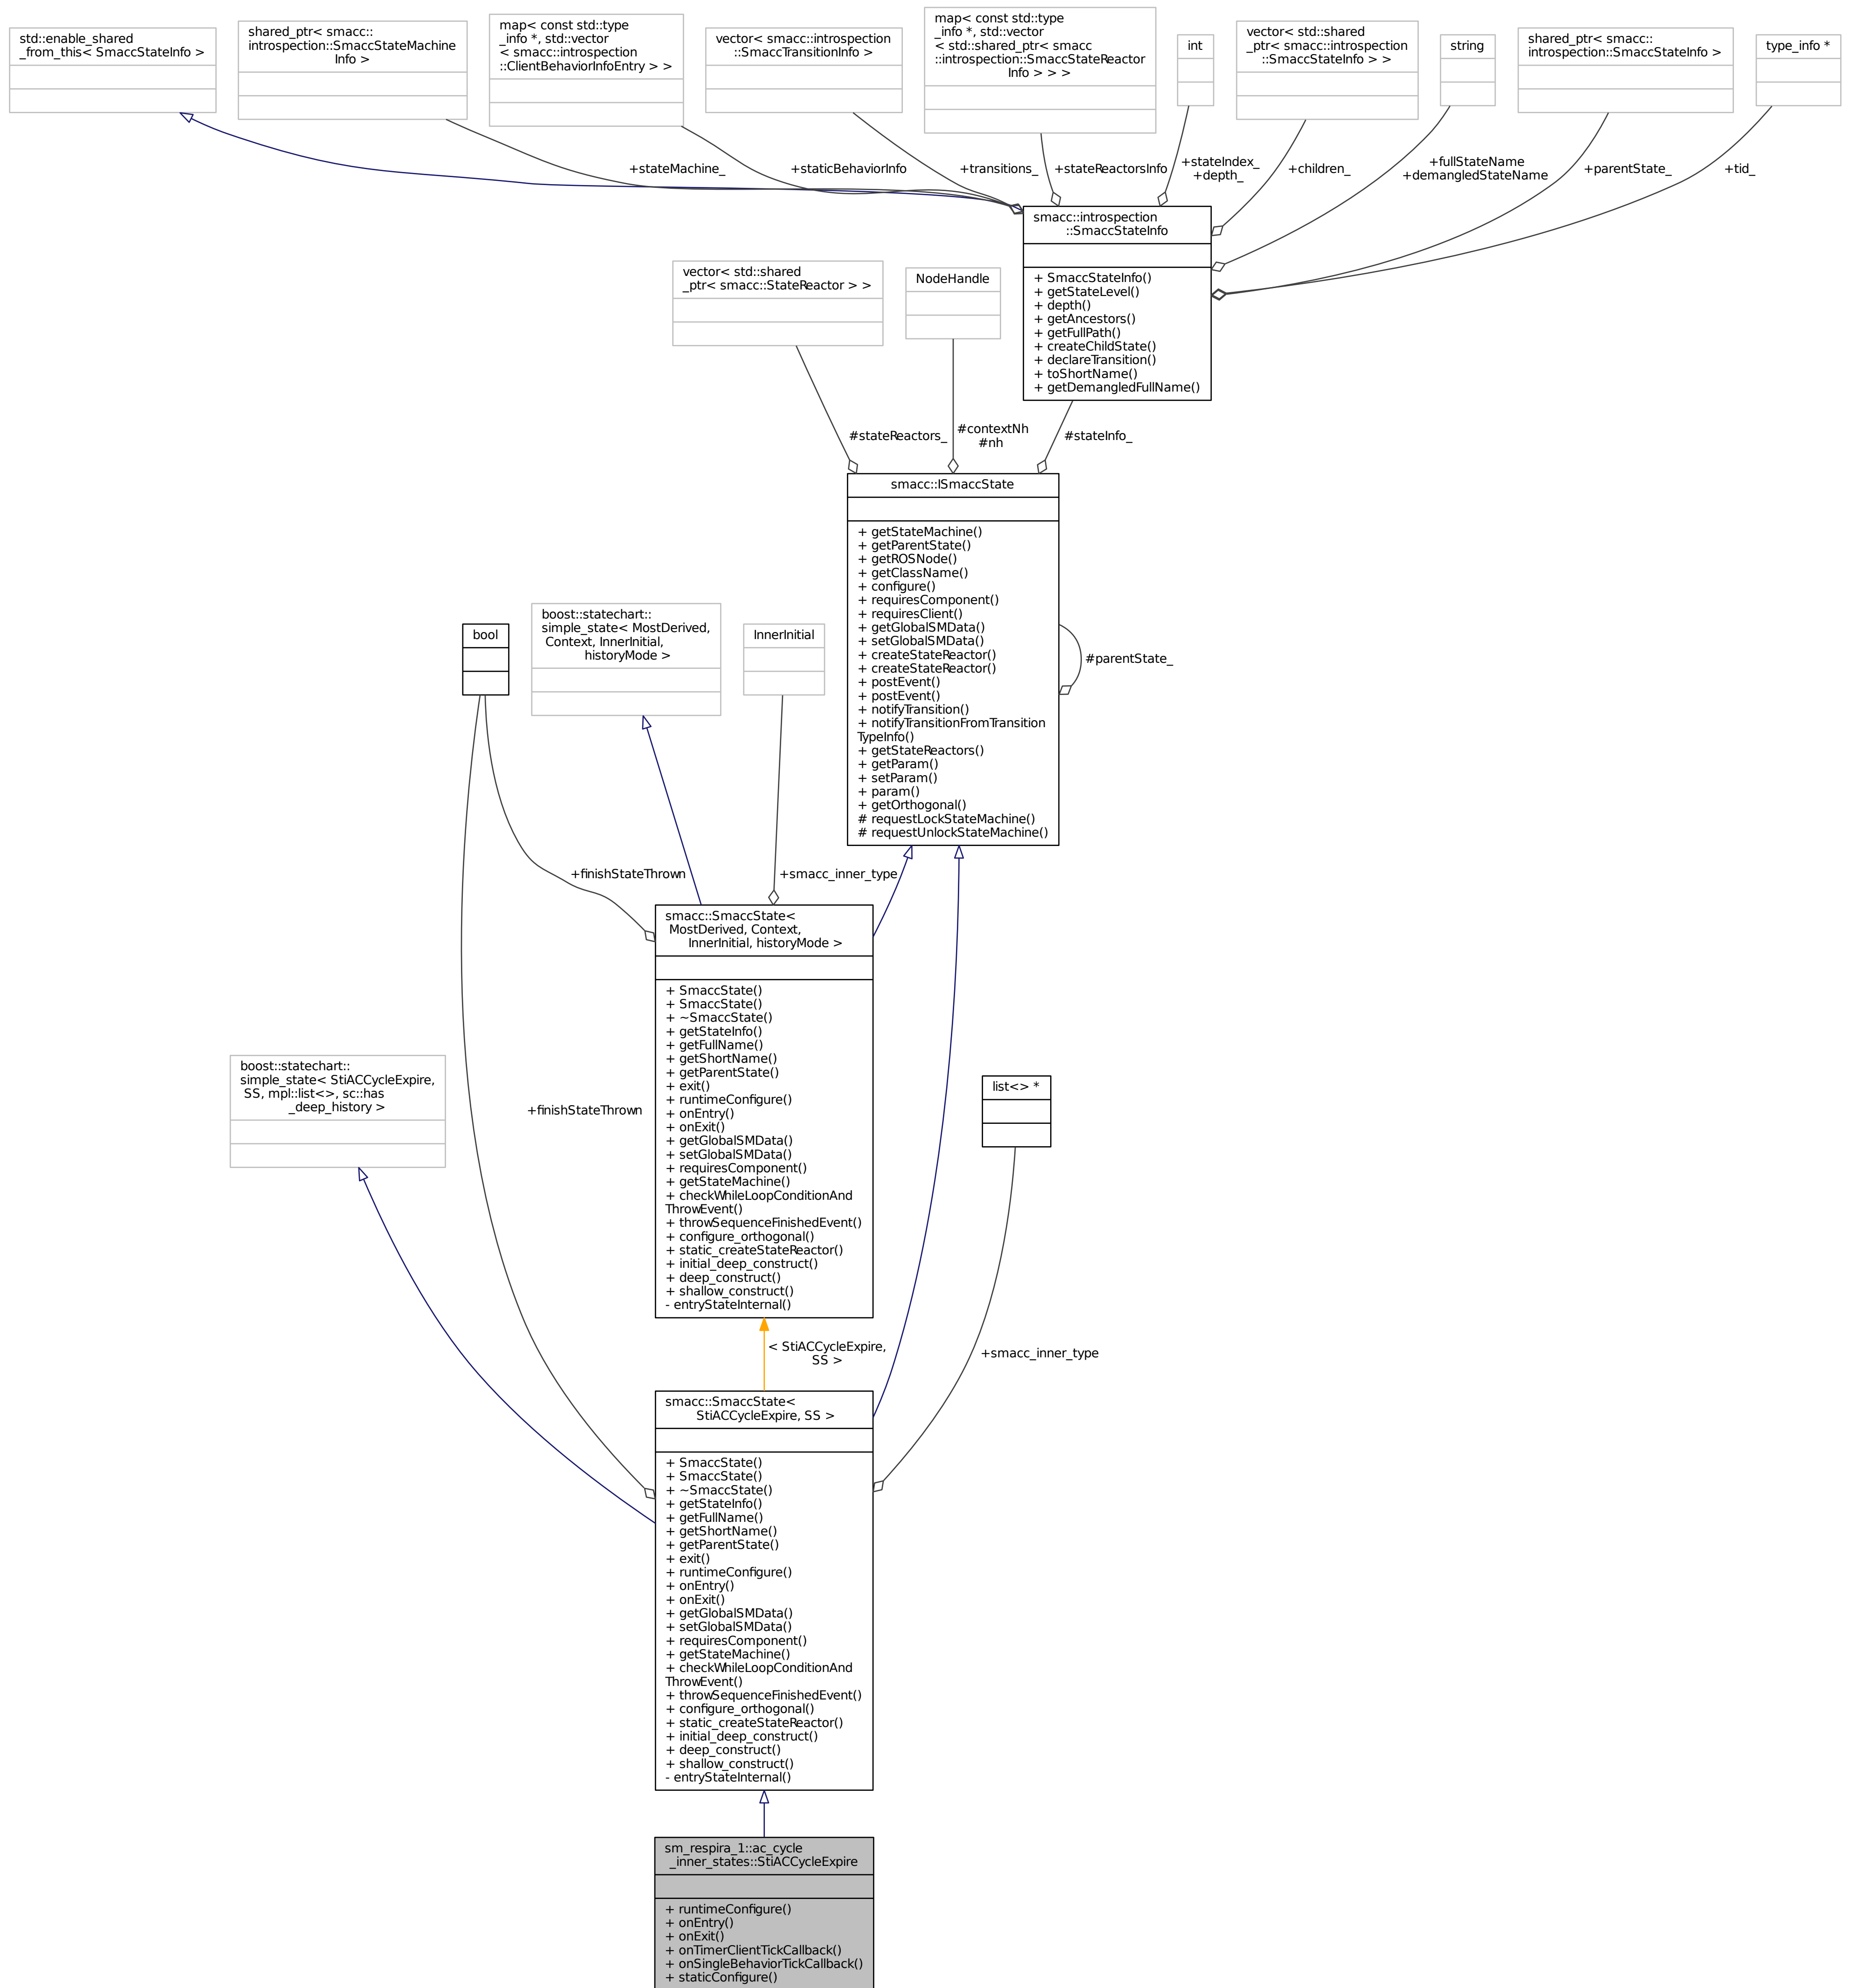 std::enable_shared
_from_this< SmaccStateInfo >
shared_ptr< smacc::
introspection::SmaccStateMachine
Info >
map< const std::type
_info *, std::vector
< smacc::introspection
::ClientBehaviorInfoEntry > >
vector< smacc::introspection
::SmaccTransitionInfo >
map< const std::type
_info *, std::vector
< std::shared_ptr< smacc
::introspection::SmaccStateReactor
Info > > >
int
vector< std::shared
_ptr< smacc::introspection
::SmaccStateInfo > >
string
shared_ptr< smacc::
introspection::SmaccStateInfo >
type_info *
+stateMachine_
+staticBehaviorInfo
+transitions_
+stateReactorsInfo
+stateIndex_
+depth_
+children_
+fullStateName
+demangledStateName
+parentState_
+tid_
smacc::introspection
::SmaccStateInfo
+ SmaccStateInfo()
+ getStateLevel()
+ depth()
+ getAncestors()
+ getFullPath()
+ createChildState()
+ declareTransition()
+ toShortName()
+ getDemangledFullName()
vector< std::shared
_ptr< smacc::StateReactor > >
NodeHandle
#stateReactors_
#contextNh
#nh
#stateInfo_
smacc::ISmaccState
+ getStateMachine()
+ getParentState()
+ getROSNode()
+ getClassName()
+ configure()
+ requiresComponent()
+ requiresClient()
+ getGlobalSMData()
+ setGlobalSMData()
+ createStateReactor()
+ createStateReactor()
+ postEvent()
+ postEvent()
+ notifyTransition()
+ notifyTransitionFromTransition
TypeInfo()
+ getStateReactors()
+ getParam()
+ setParam()
+ param()
+ getOrthogonal()
# requestLockStateMachine()
# requestUnlockStateMachine()
#parentState_
bool
boost::statechart::
simple_state< MostDerived,
Context, InnerInitial,
historyMode >
InnerInitial
+finishStateThrown
+smacc_inner_type
smacc::SmaccState<
MostDerived, Context,
InnerInitial, historyMode >
+ SmaccState()
+ SmaccState()
+ ~SmaccState()
+ getStateInfo()
+ getFullName()
+ getShortName()
+ getParentState()
+ exit()
+ runtimeConfigure()
+ onEntry()
+ onExit()
+ getGlobalSMData()
+ setGlobalSMData()
+ requiresComponent()
+ getStateMachine()
+ checkWhileLoopConditionAnd
ThrowEvent()
+ throwSequenceFinishedEvent()
+ configure_orthogonal()
+ static_createStateReactor()
+ initial_deep_construct()
+ deep_construct()
+ shallow_construct()
- entryStateInternal()
boost::statechart::
simple_state< StiACCycleExpire,
SS, mpl::list<>, sc::has
_deep_history >
+finishStateThrown
list<> *
< StiACCycleExpire,
SS >
+smacc_inner_type
smacc::SmaccState<
StiACCycleExpire, SS >
+ SmaccState()
+ SmaccState()
+ ~SmaccState()
+ getStateInfo()
+ getFullName()
+ getShortName()
+ getParentState()
+ exit()
+ runtimeConfigure()
+ onEntry()
+ onExit()
+ getGlobalSMData()
+ setGlobalSMData()
+ requiresComponent()
+ getStateMachine()
+ checkWhileLoopConditionAnd
ThrowEvent()
+ throwSequenceFinishedEvent()
+ configure_orthogonal()
+ static_createStateReactor()
+ initial_deep_construct()
+ deep_construct()
+ shallow_construct()
- entryStateInternal()
sm_respira_1::ac_cycle
_inner_states::StiACCycleExpire
+ runtimeConfigure()
+ onEntry()
+ onExit()
+ onTimerClientTickCallback()
+ onSingleBehaviorTickCallback()
+ staticConfigure()